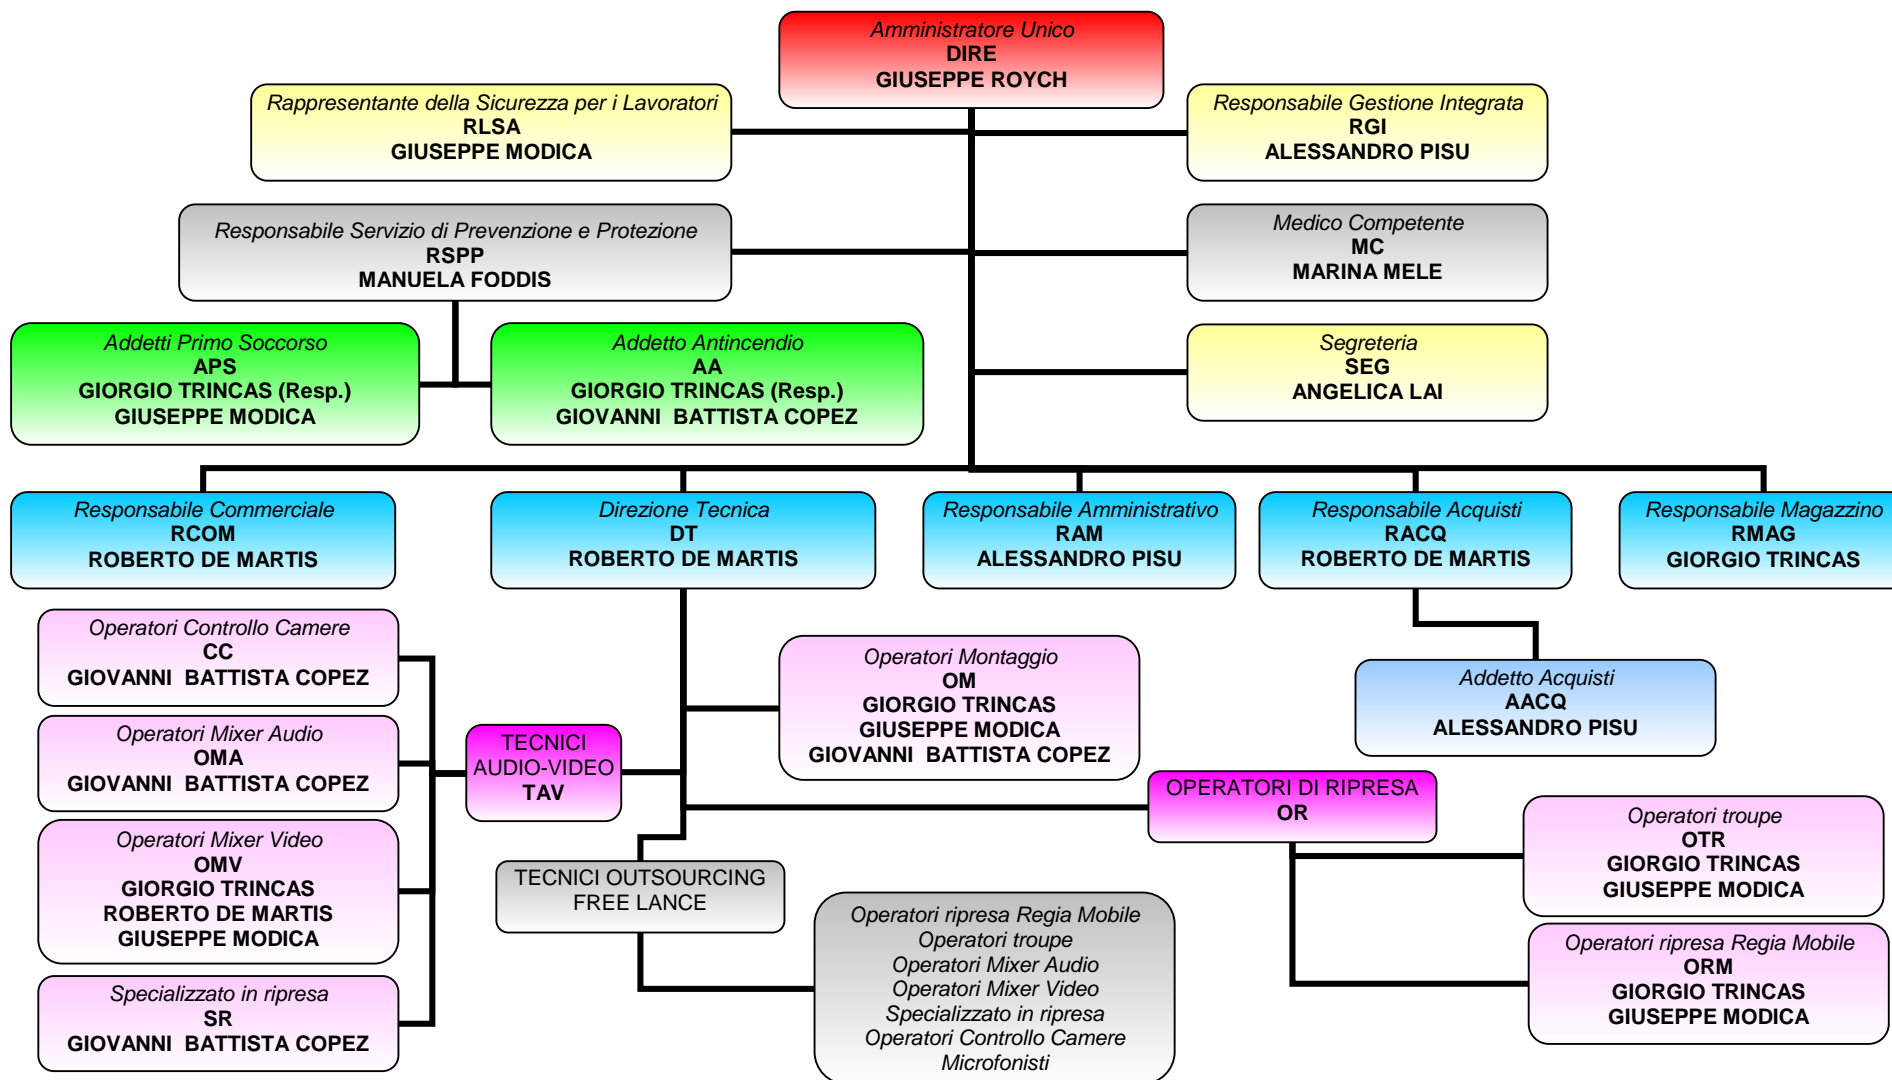 Amministratore Unico
DIRE
GIUSEPPE ROYCH
Rappresentante della Sicurezza per i Lavoratori
RLSA
GIUSEPPE MODICA
Responsabile Gestione Integrata
RGI
ALESSANDRO PISU
Responsabile Servizio di Prevenzione e Protezione
RSPP
MANUELA FODDIS
Medico Competente
MC
MARINA MELE
Addetti Primo Soccorso
APS
GIORGIO TRINCAS (Resp.)
GIUSEPPE MODICA
Addetto Antincendio
AA
GIORGIO TRINCAS (Resp.)
GIOVANNI  BATTISTA COPEZ
Segreteria
SEG
ANGELICA LAI
Responsabile Commerciale
RCOM
ROBERTO DE MARTIS
Direzione Tecnica
DT
ROBERTO DE MARTIS
Responsabile Amministrativo
RAM
ALESSANDRO PISU
Responsabile Acquisti
RACQ
ROBERTO DE MARTIS
Responsabile Magazzino
RMAG
GIORGIO TRINCAS
Operatori Controllo Camere
CC
GIOVANNI  BATTISTA COPEZ
Operatori Mixer Audio
OMA
GIOVANNI  BATTISTA COPEZ
Operatori Mixer Video
OMV
GIORGIO TRINCAS
ROBERTO DE MARTIS
GIUSEPPE MODICA
Specializzato in ripresa
SR
GIOVANNI  BATTISTA COPEZ
TECNICI
AUDIO-VIDEO
TAV
Operatori Montaggio
OM
GIORGIO TRINCAS
GIUSEPPE MODICA
GIOVANNI  BATTISTA COPEZ
Addetto Acquisti
AACQ
ALESSANDRO PISU
OPERATORI DI RIPRESA
OR
TECNICI OUTSOURCING
FREE LANCE
Operatori ripresa Regia Mobile
Operatori troupe
Operatori Mixer Audio
Operatori Mixer Video
Specializzato in ripresa
Operatori Controllo Camere
Microfonisti
Operatori troupe
OTR
GIORGIO TRINCAS
GIUSEPPE MODICA
Operatori ripresa Regia Mobile
ORM
GIORGIO TRINCAS
GIUSEPPE MODICA